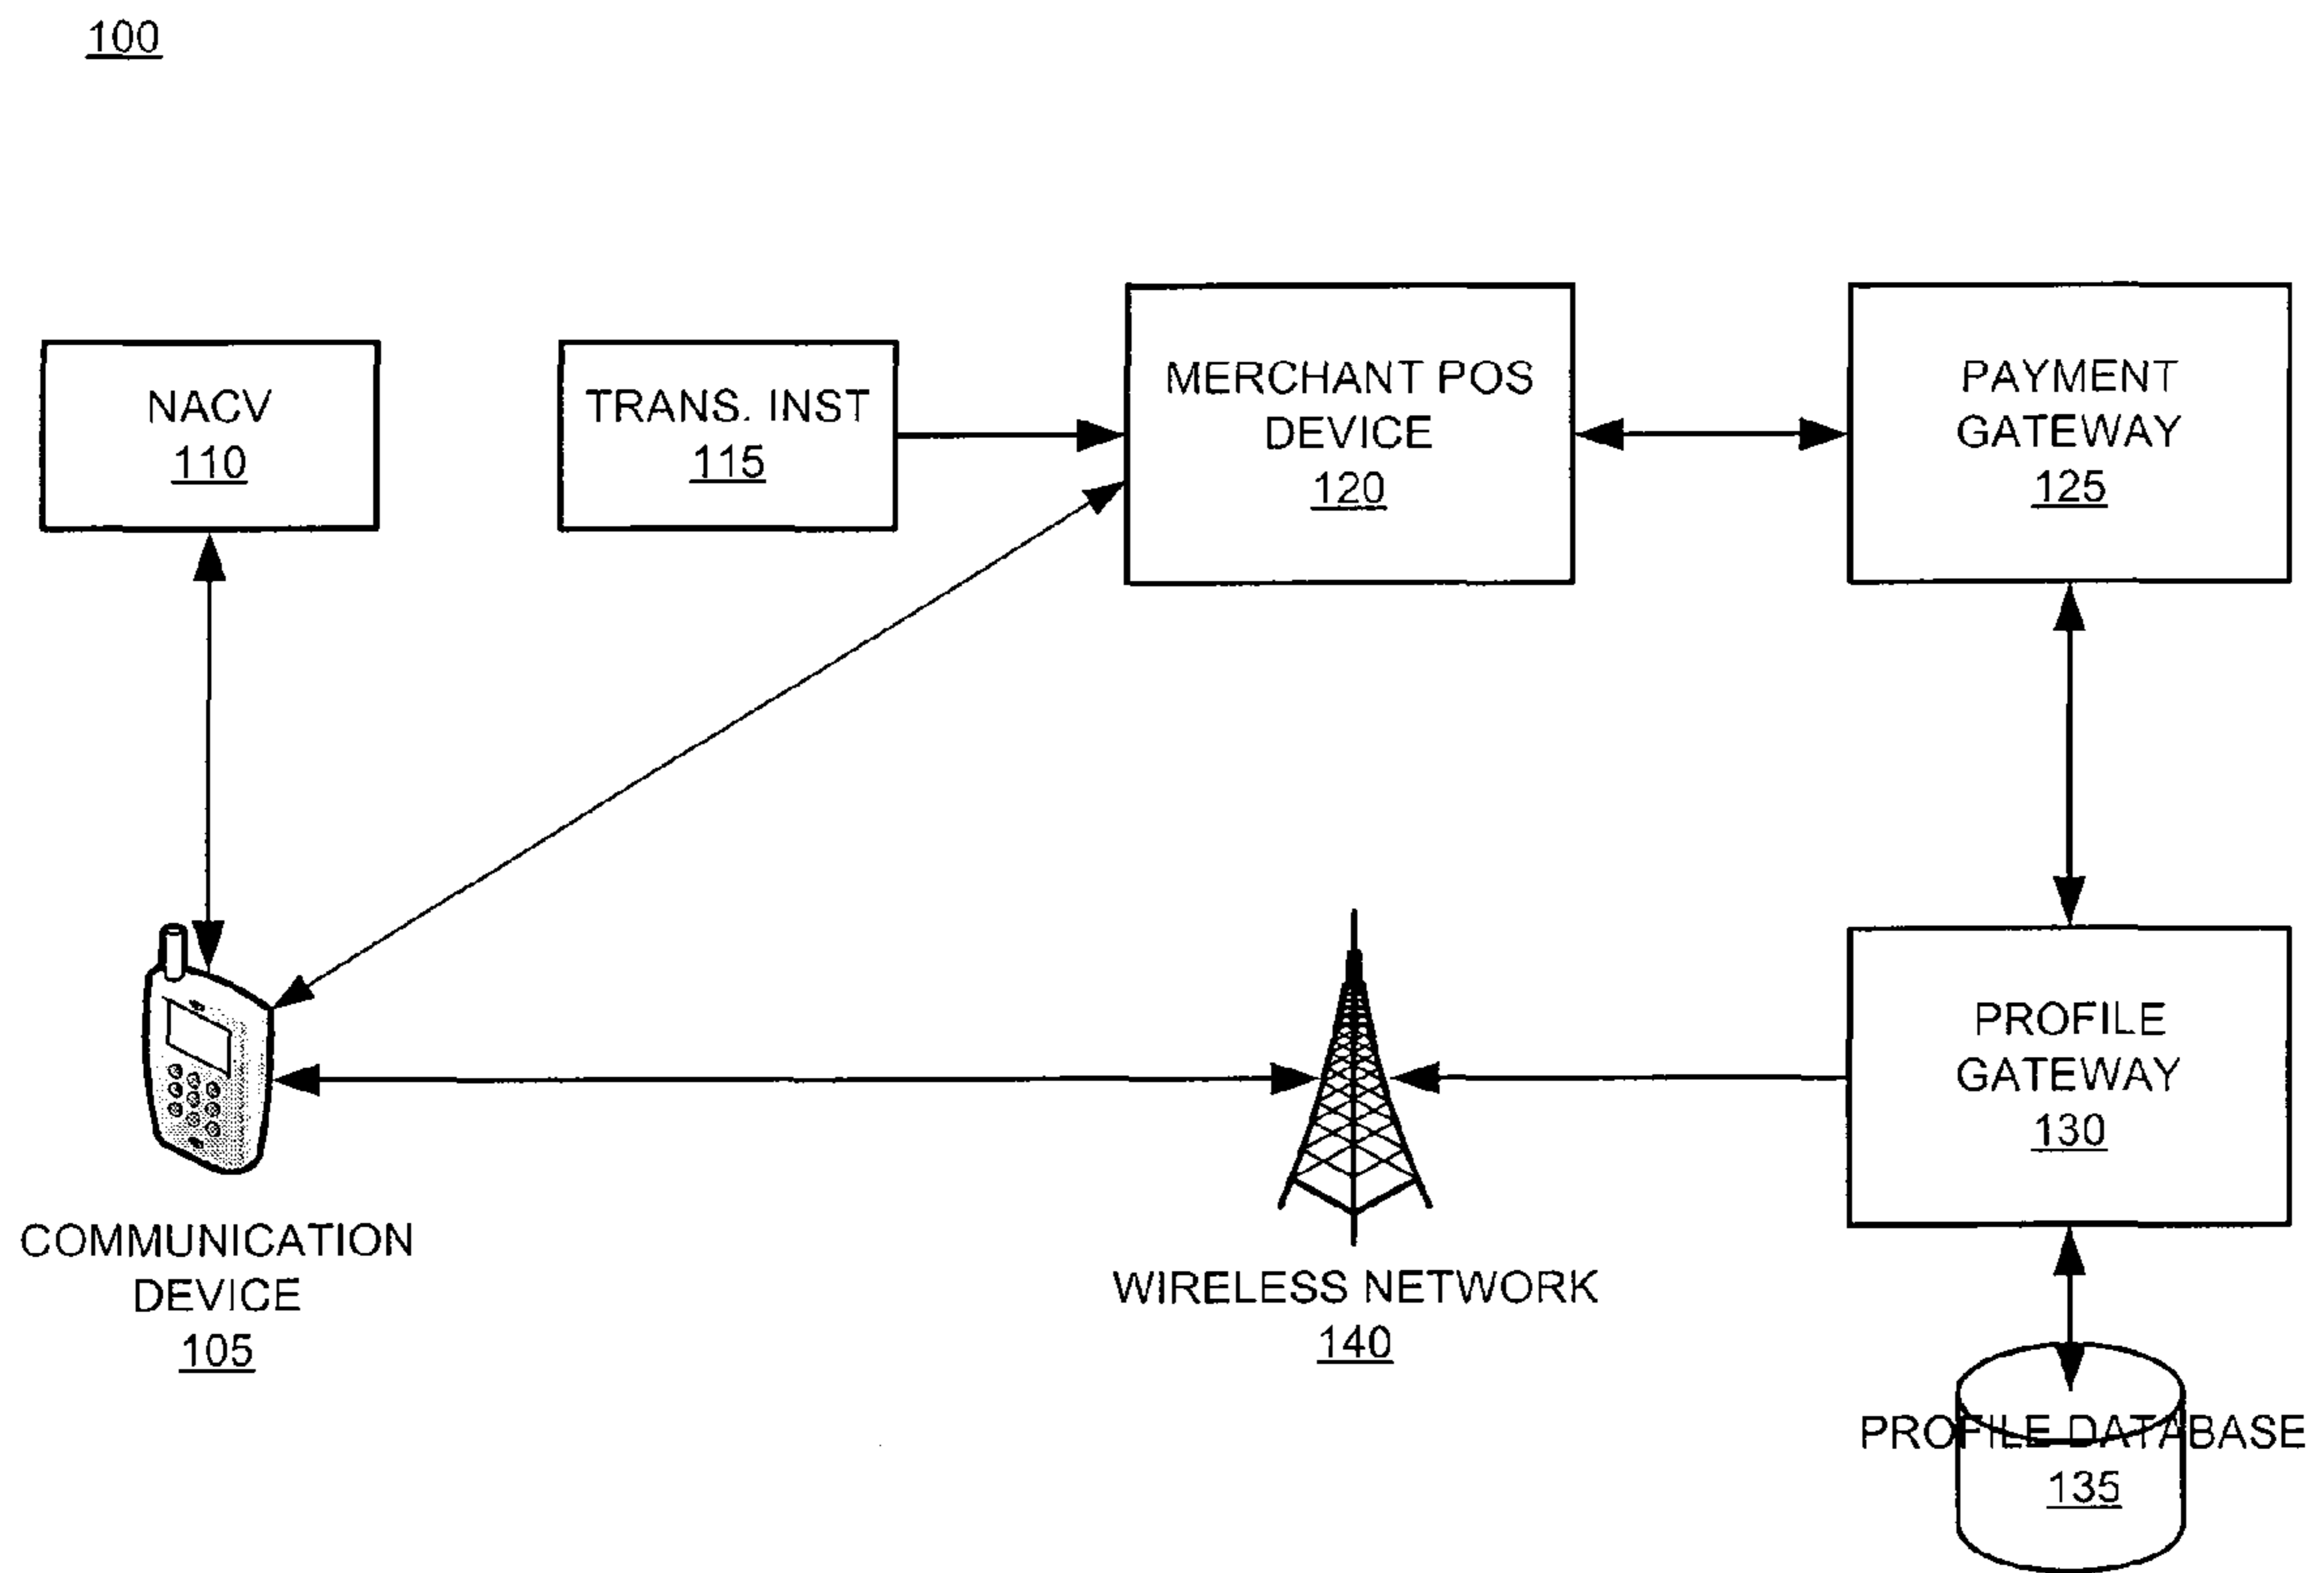 100
NACV
110
TRANS. INST
115
MERCHANT POS
DEVICE
120
PAYMENT
GATEWAY
125
PROFILE
GATEWAY
130
COMMUNICATION
DEVICE
105
WIRELESS NETWORK
140
PROFILE DATABASE
135